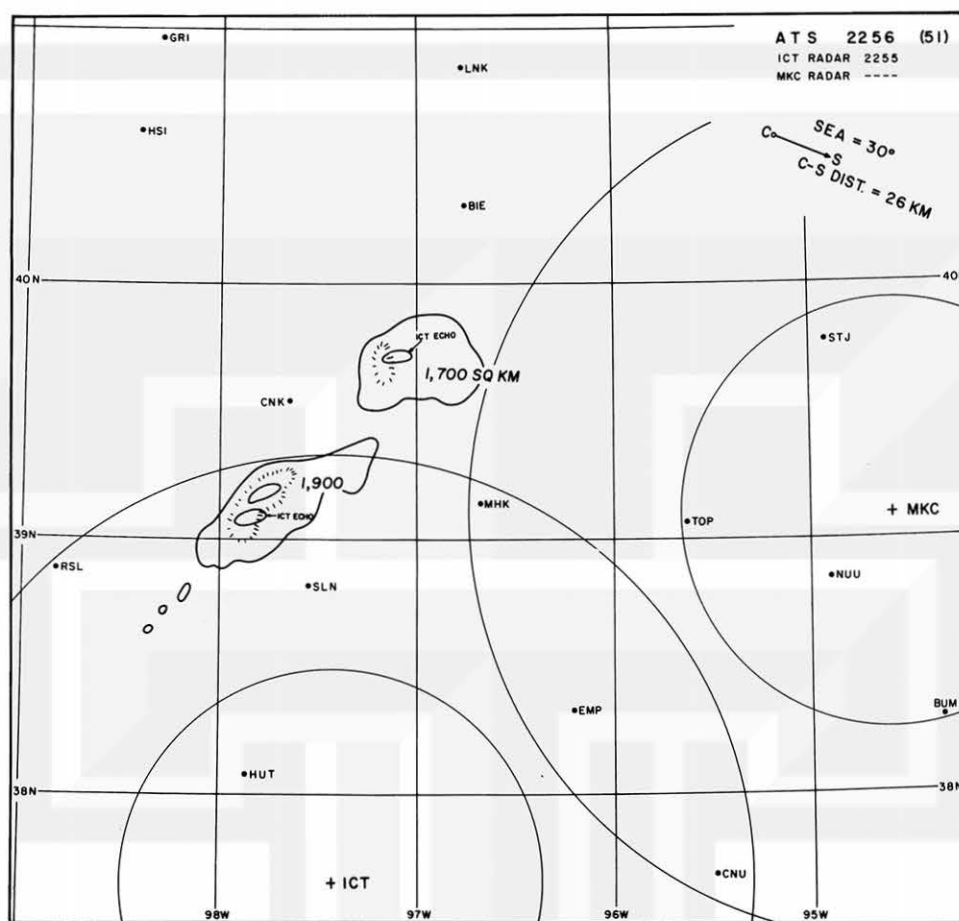 ATS 2256 (51)
ICT RADAR 2255
MKC RADAR ----
GRI
LNK
HSI
C S
SEA = 30°
C-S DIST. = 26 KM
BIE
40N 40N
STJ
ICT ECHO
1,700 SQ KM
CNK
1,900
ICT ECHO
MHK
+ MKC
TOP
39N
RSL
SLN
NUU
EMP
BUM
HUT
38N 38N
+ ICT
CNU
98W 97W 96W 95W